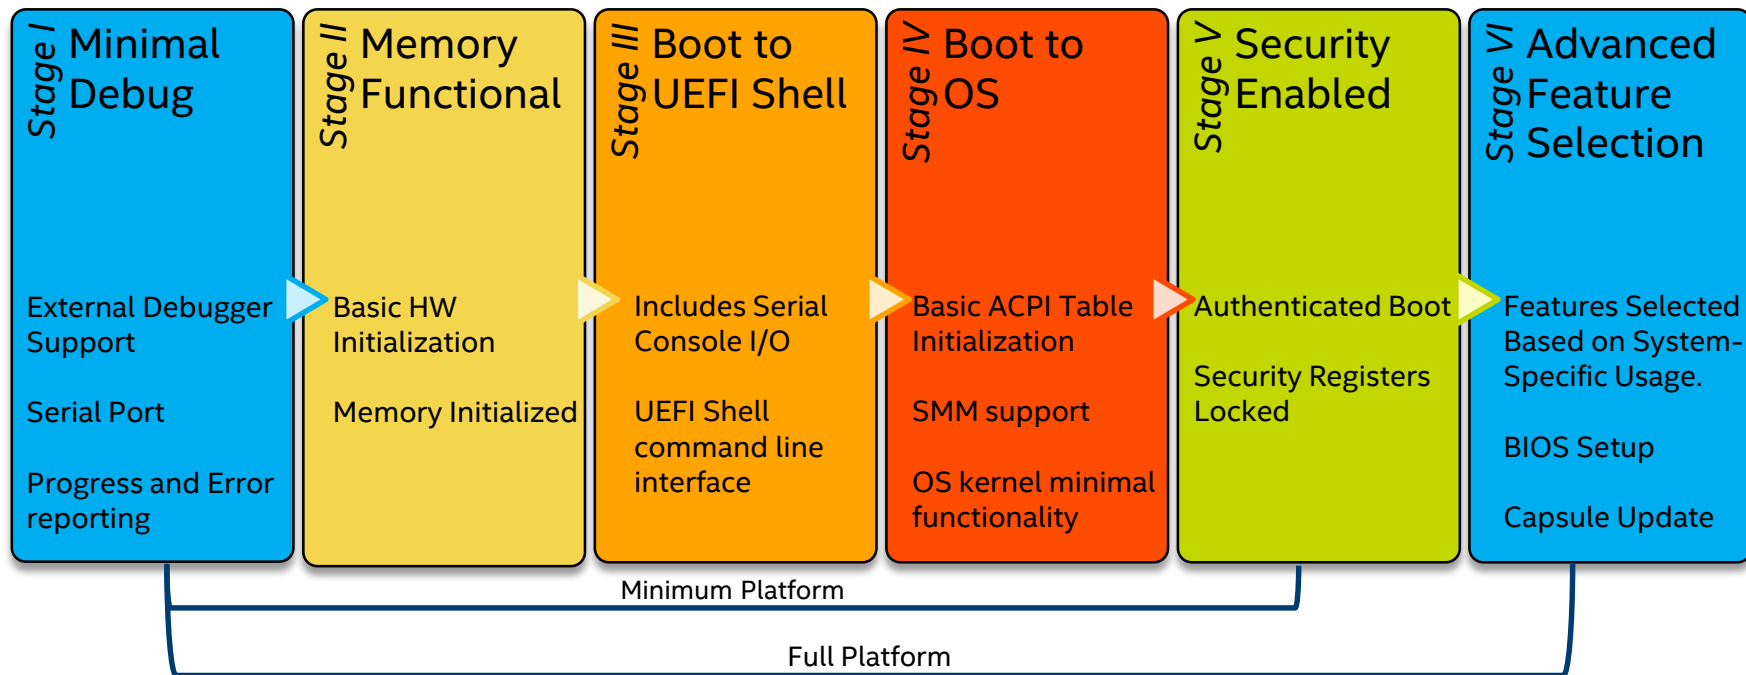 Stage I
Minimal
Debug
External Debugger
Support
Serial Port
Progress and Error
reporting
Stage II
Memory
Functional
Basic HW
Initialization
Memory Initialized
Stage III
Boot to
UEFI Shell
Includes Serial
Console I/O
UEFI Shell
command line
interface
Stage IV
Boot to
OS
Basic ACPI Table
Initialization
SMM support
OS kernel minimal
functionality
Stage V
Security
Enabled
Authenticated Boot
Security Registers
Locked
Stage VI
Advanced
Feature
Selection
Features Selected
Based on System-
Specific Usage.
BIOS Setup
Capsule Update
Minimum Platform
Full Platform